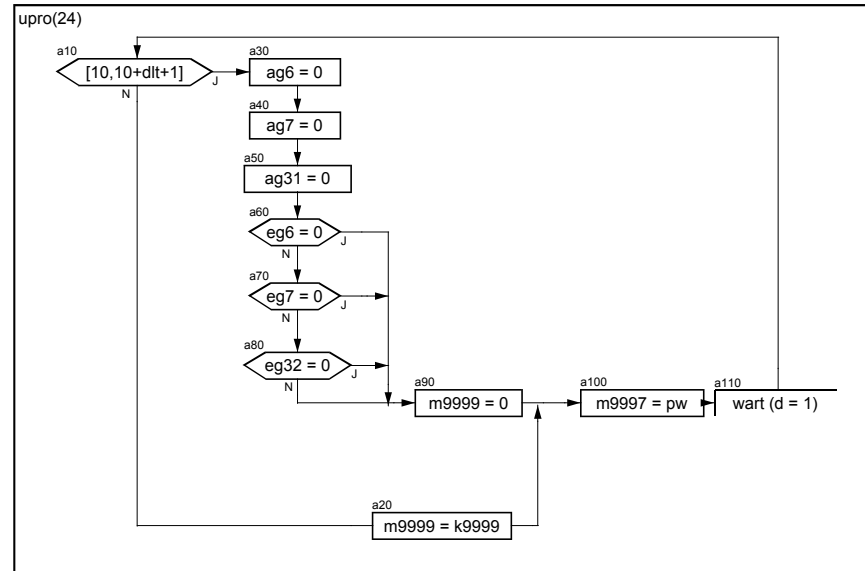 upro(24)
a10
[10,10+dlt+1]
J
N
a30
ag6 = 0
a40
ag7 = 0
a50
ag31 = 0
a60
eg6 = 0
J
N
a70
eg7 = 0
J
N
a80
eg32 = 0
J
N
a90
m9999 = 0
a100
m9997 = pw
a110
wart (d = 1)
a20
m9999 = k9999